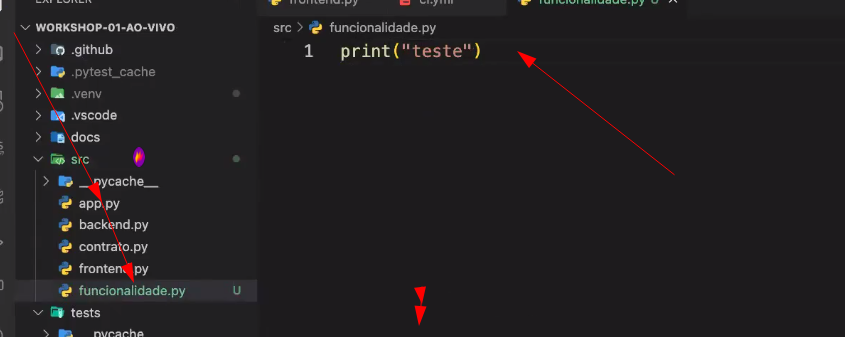 EXPLORER
frontend.py
ci.yml
funcionalidade.py U
WORKSHOP-01-AO-VIVO
.github
.pytest_cache
.venv
.vscode
docs
src
__pycache__
app.py
backend.py
contrato.py
frontend.py
funcionalidade.py U
tests
__pycache__
src > funcionalidade.py
1 print("teste")